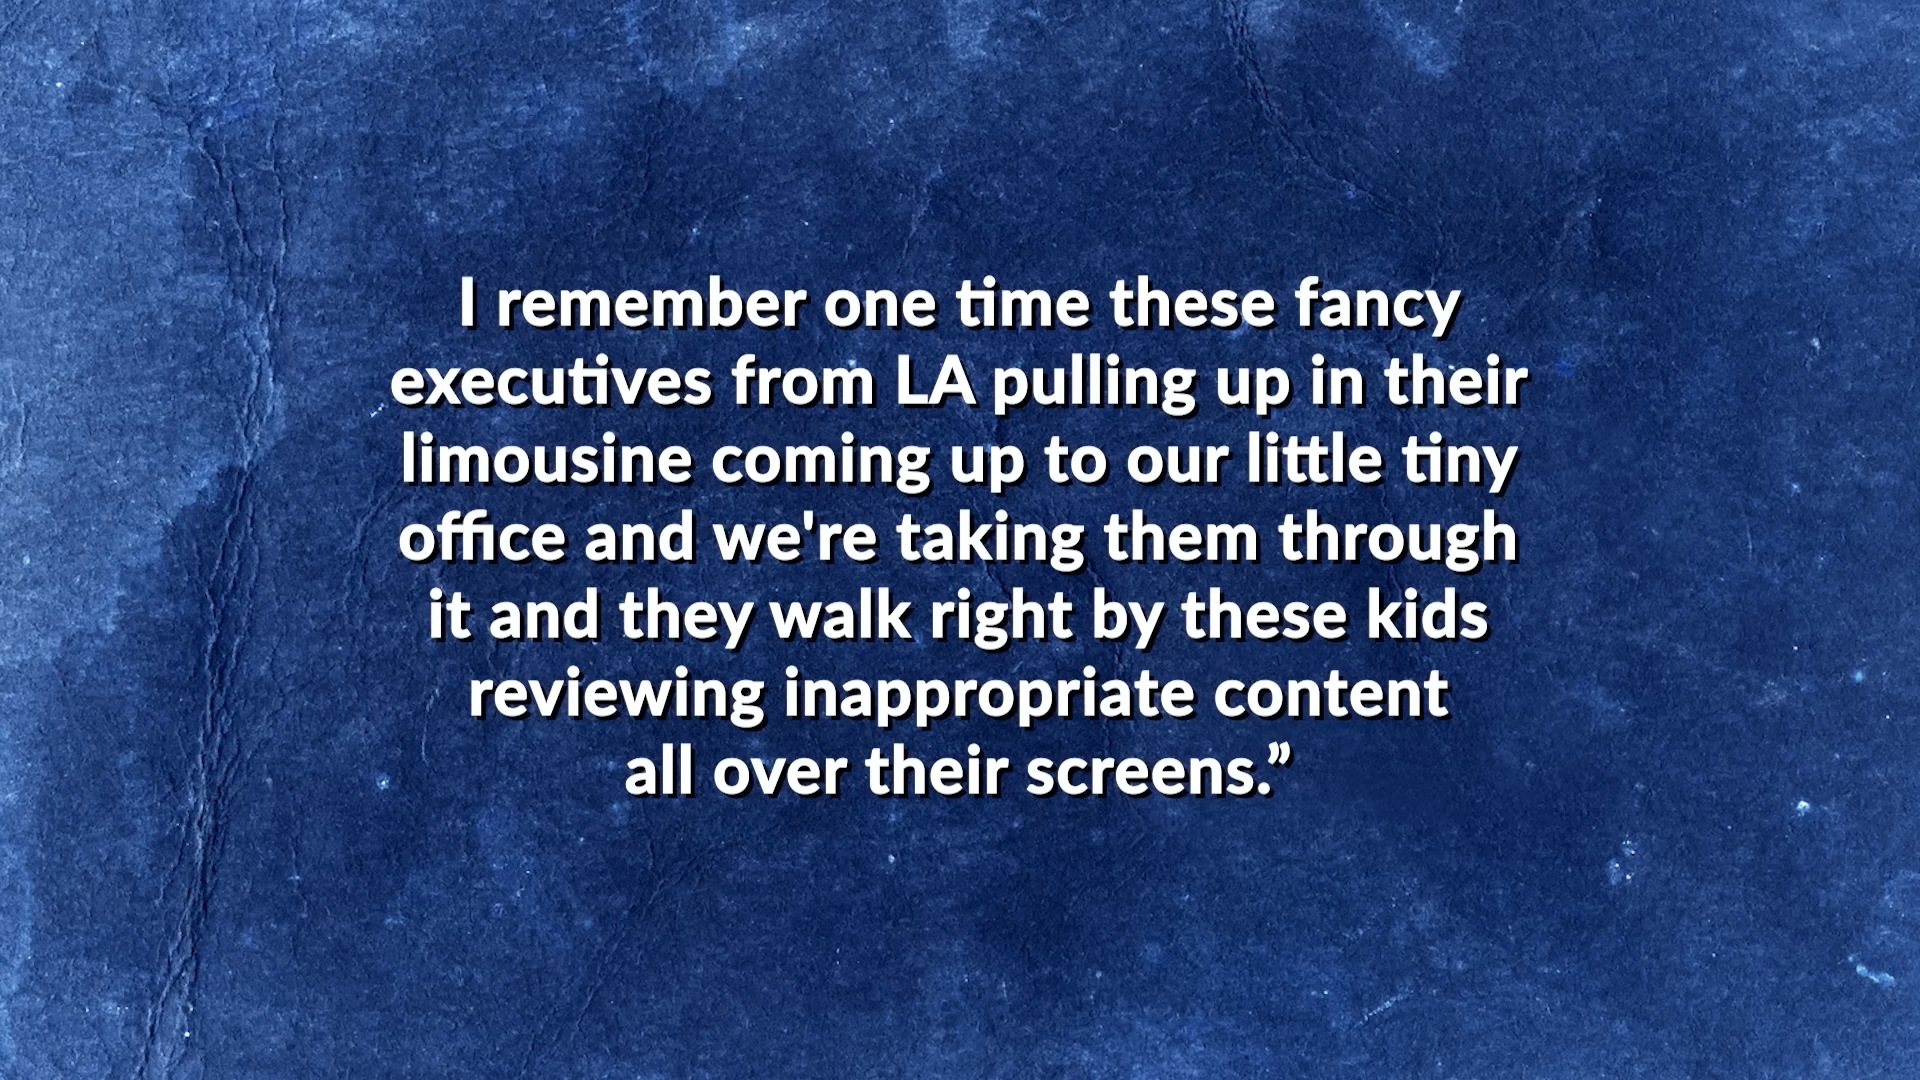 I remember one time these fancy
executives from LA pulling up in their
limousine coming up to our little tiny
office and we're taking them through
it and they walk right by these kids
reviewing inappropriate content
all over their screens.”